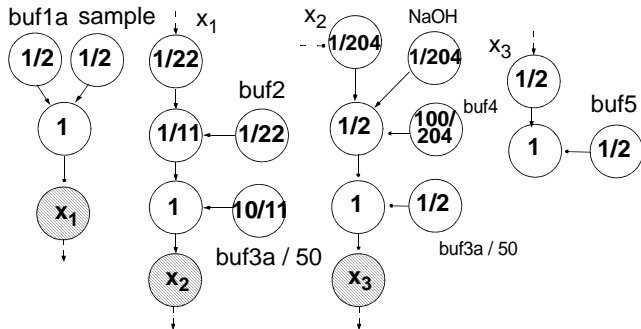 buf1a sample
x1
x2
NaOH
x3
1/2
1/2
1/22
1/204
1/204
1/2
buf2
buf4
buf5
1
1/11
1/22
1/2
100/
204
1
1/2
x1
1
10/11
1
1/2
buf3a / 50
buf3a / 50
x2
x3